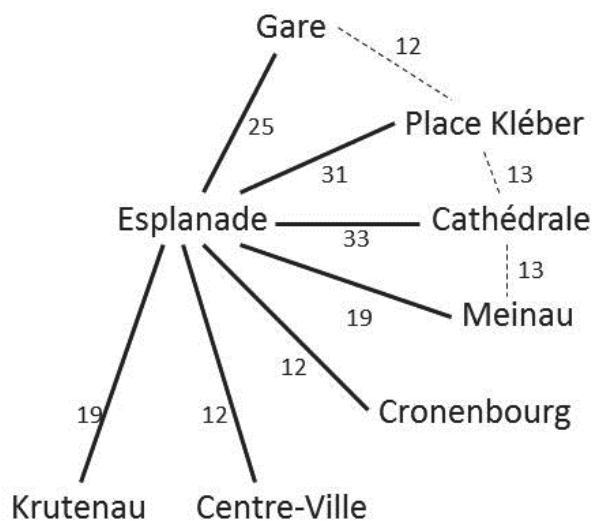 Gare
12
25
Place Kléber
31
13
Esplanade
Cathédrale
33
13
Meinau
19
12
Cronenbourg
19
12
Krutenau
Centre-Ville